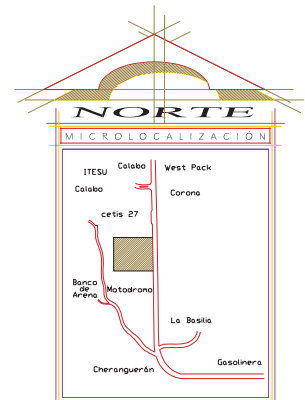 NORTE
MICROLOCALIZACIÓN
Calabo
West Pack
ITESU
Calabo
Corona
cetis 27
Banco
de
Arena
Motodromo
La Basilia
Gasolinera
Cheranguerán